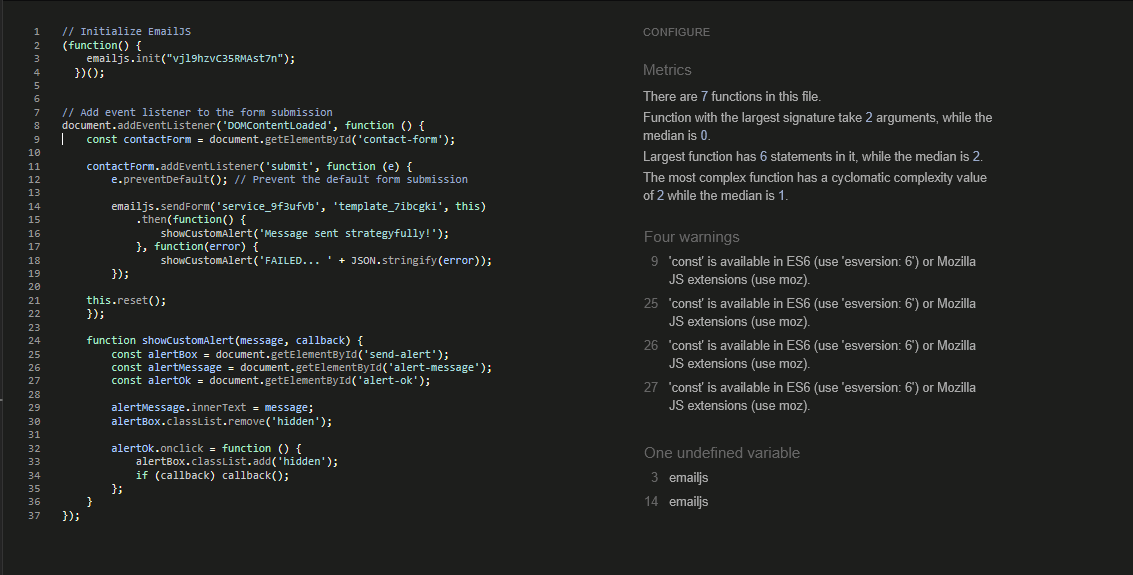 1 // Initialize EmailJS
2 (function() {
3     emailjs.init("vjl9hzvC35RMAst7n");
4   })();
5
6
7 // Add event listener to the form submission
8 document.addEventListener('DOMContentLoaded', function () {
9     const contactForm = document.getElementById('contact-form');
10
11     contactForm.addEventListener('submit', function (e) {
12         e.preventDefault(); // Prevent the default form submission
13
14         emailjs.sendForm('service_9f3ufvb', 'template_7ibcgki', this)
15             .then(function() {
16                 showCustomAlert('Message sent strategyfully!');
17             }, function(error) {
18                 showCustomAlert('FAILED... ' + JSON.stringify(error));
19         });
20
21     this.reset();
22     });
23
24     function showCustomAlert(message, callback) {
25         const alertBox = document.getElementById('send-alert');
26         const alertMessage = document.getElementById('alert-message');
27         const alertOk = document.getElementById('alert-ok');
28
29         alertMessage.innerText = message;
30         alertBox.classList.remove('hidden');
31
32         alertOk.onclick = function () {
33             alertBox.classList.add('hidden');
34             if (callback) callback();
35         };
36     }
37 });
CONFIGURE
Metrics
There are 7 functions in this file.
Function with the largest signature take 2 arguments, while the
median is 0.
Largest function has 6 statements in it, while the median is 2.
The most complex function has a cyclomatic complexity value
of 2 while the median is 1.
Four warnings
9 'const' is available in ES6 (use 'esversion: 6') or Mozilla
JS extensions (use moz).
25 'const' is available in ES6 (use 'esversion: 6') or Mozilla
JS extensions (use moz).
26 'const' is available in ES6 (use 'esversion: 6') or Mozilla
JS extensions (use moz).
27 'const' is available in ES6 (use 'esversion: 6') or Mozilla
JS extensions (use moz).
One undefined variable
3 emailjs
14 emailjs